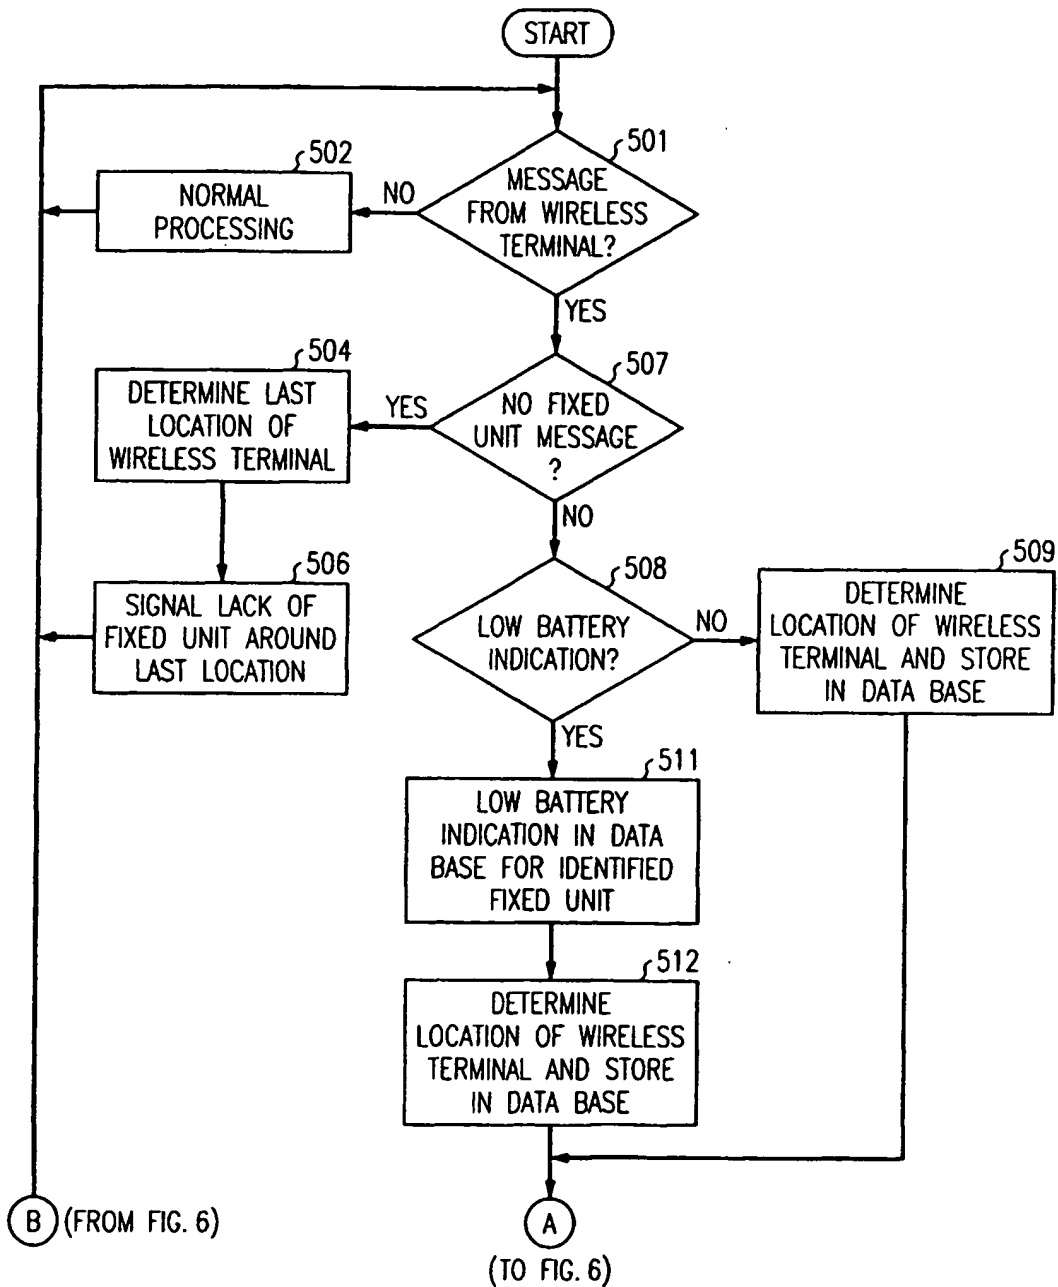 START
501
MESSAGE
FROM WIRELESS
TERMINAL?
NO
502
NORMAL
PROCESSING
YES
507
NO FIXED
UNIT MESSAGE
?
YES
504
DETERMINE LAST
LOCATION OF
WIRELESS TERMINAL
506
SIGNAL LACK OF
FIXED UNIT AROUND
LAST LOCATION
NO
508
LOW BATTERY
INDICATION?
NO
509
DETERMINE
LOCATION OF WIRELESS
TERMINAL AND STORE
IN DATA BASE
YES
511
LOW BATTERY
INDICATION IN DATA
BASE FOR IDENTIFIED
FIXED UNIT
512
DETERMINE
LOCATION OF WIRELESS
TERMINAL AND STORE
IN DATA BASE
B (FROM FIG. 6)
A
(TO FIG. 6)